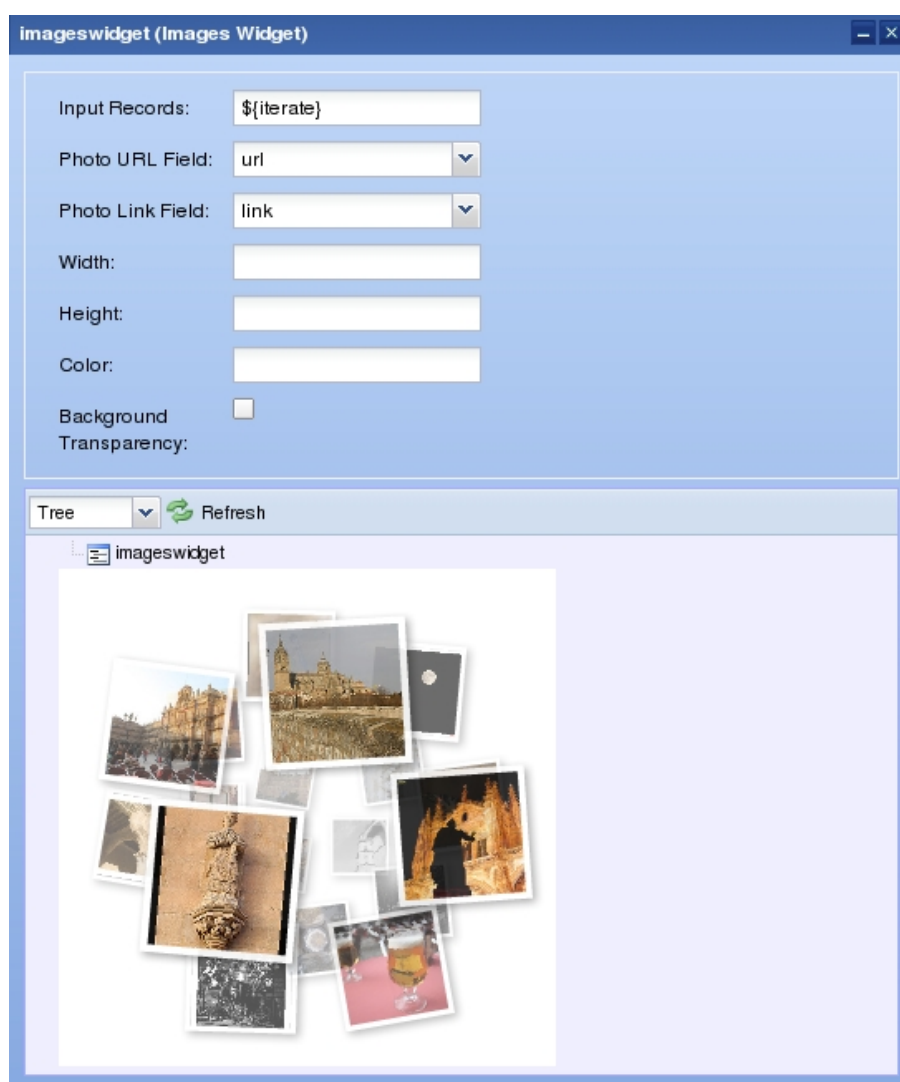 imageswidget (Images Widget)
Input Records: ${iterate}
Photo URL Field: url
Photo Link Field: link
Width:
Height:
Color:
Background
Transparency:
Tree Refresh
imageswidget